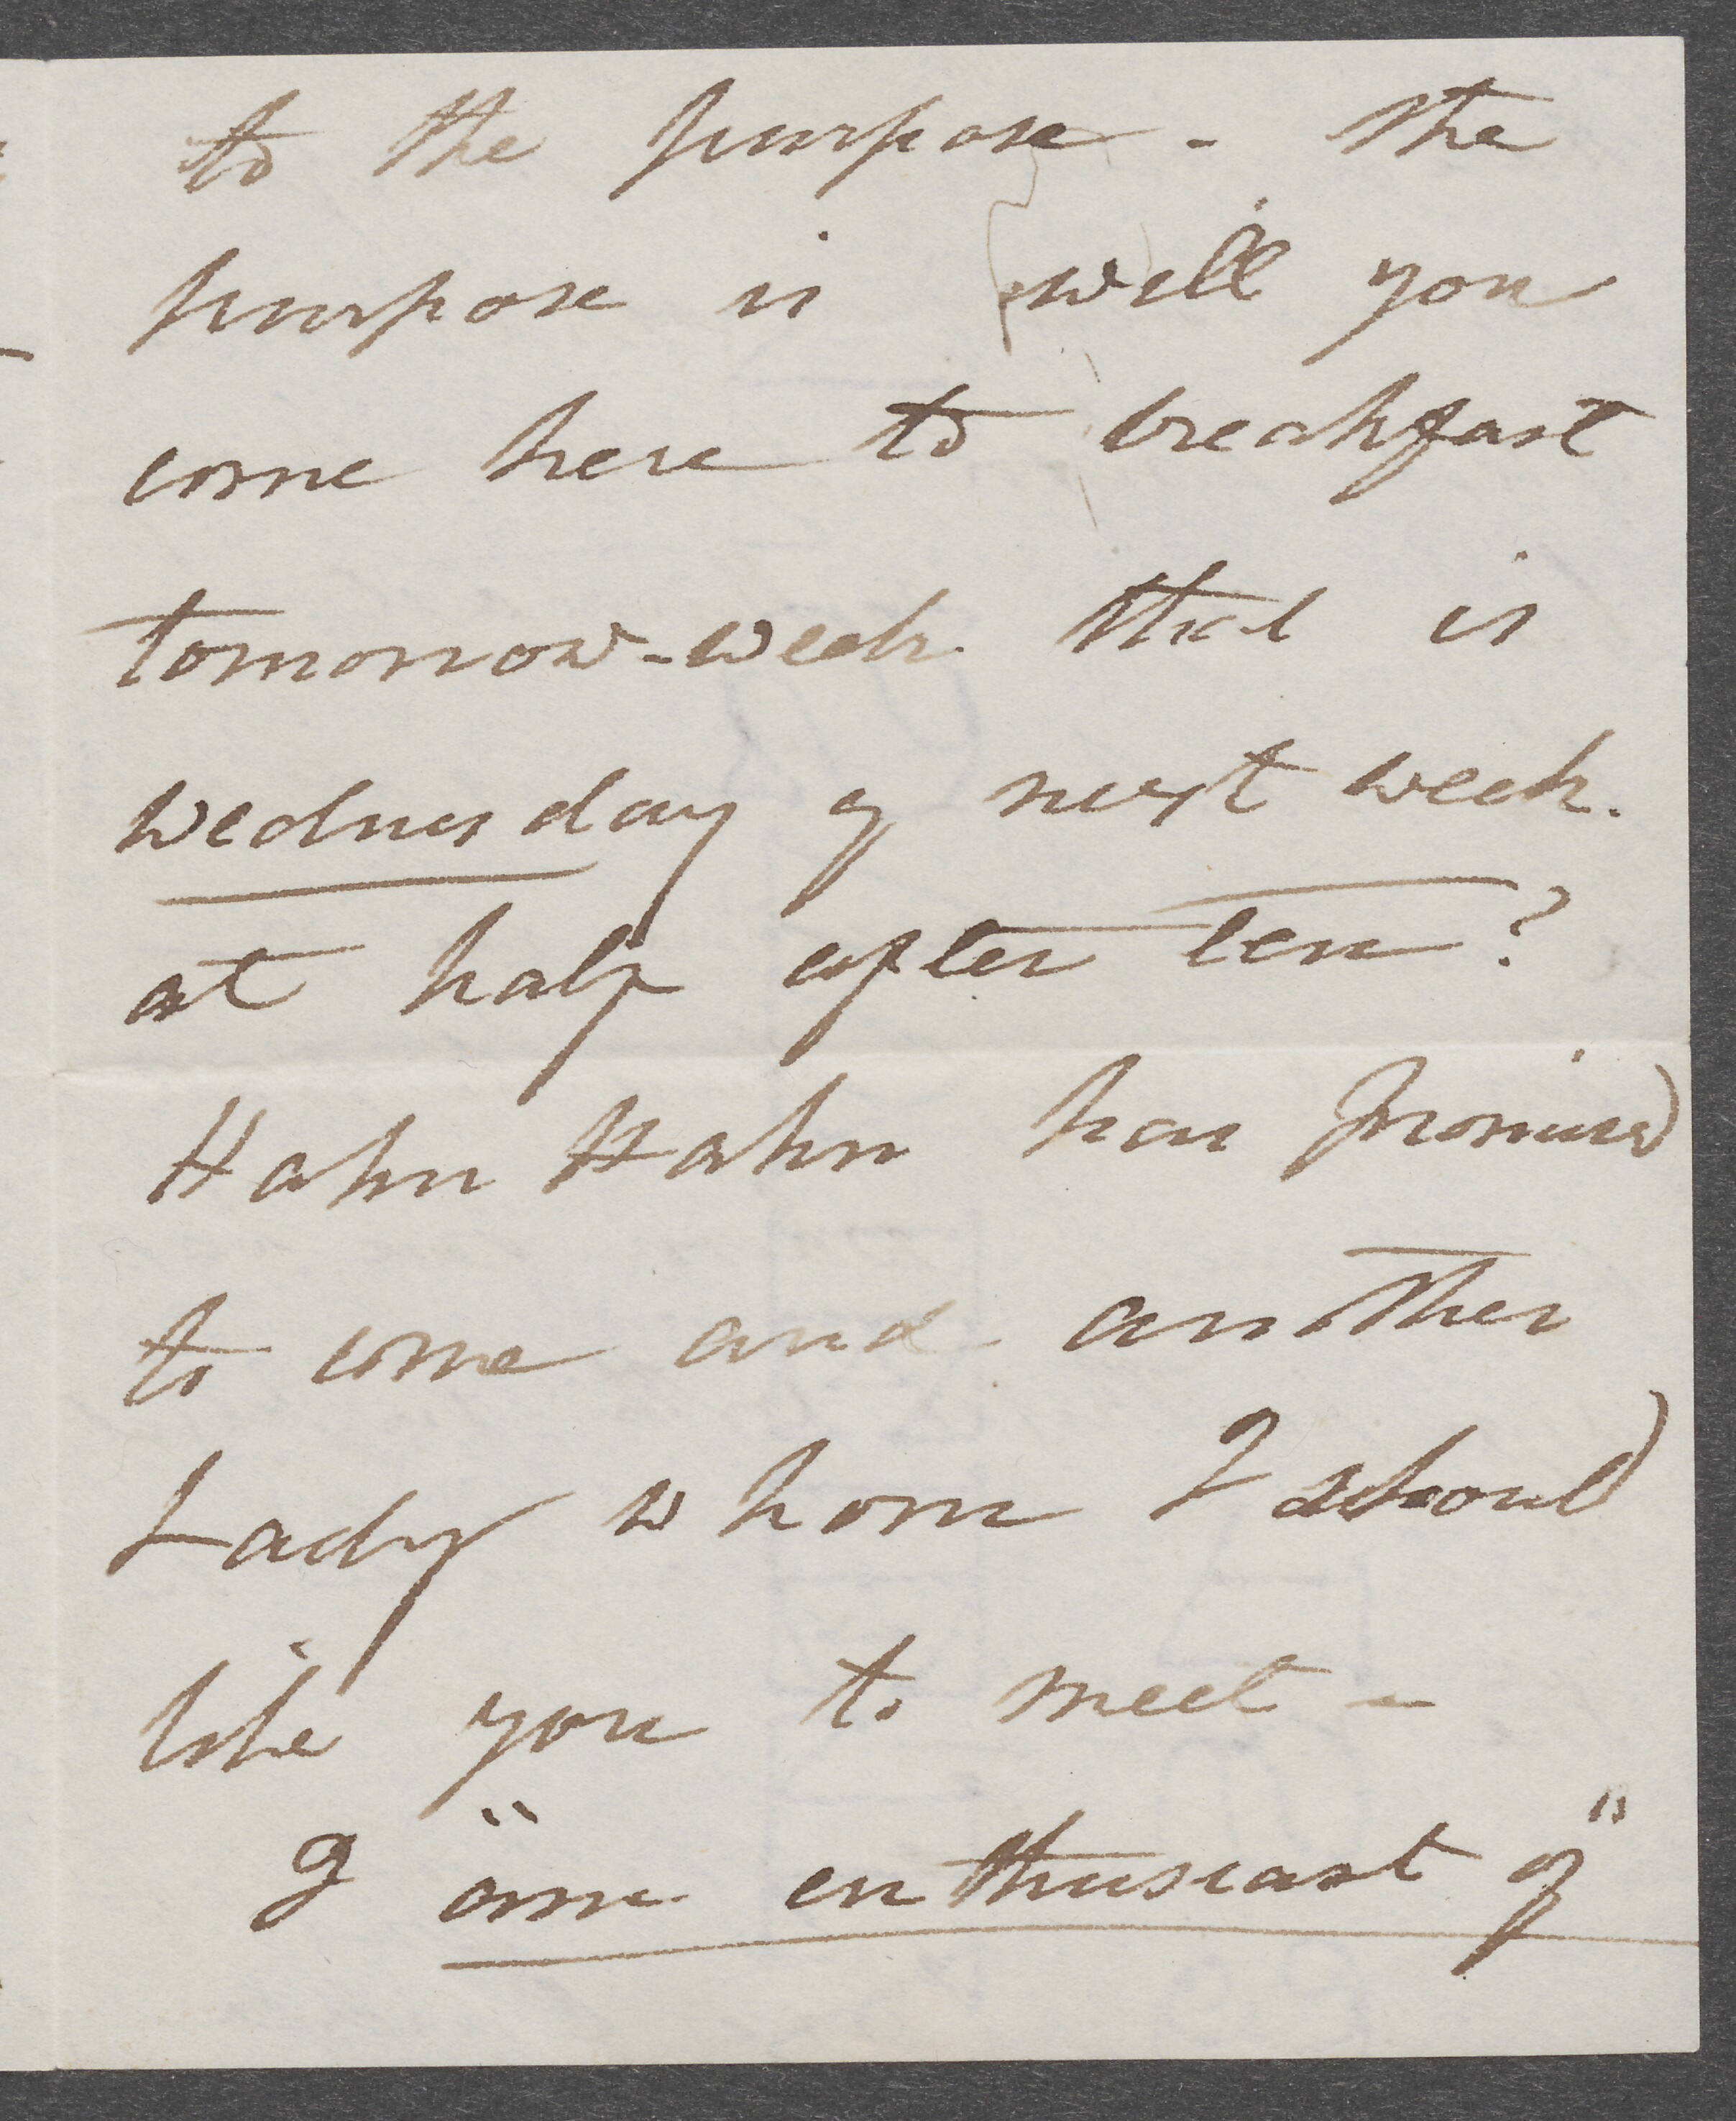 to the purpose - the
purpose is will you
come here to breakfast
tomorrow-week that is
Wednesday of next week.
at half after ten?
Hahn Hahn has promised
to come and another
Lady whom I should
like you to meet -
I "am enthusiast of"